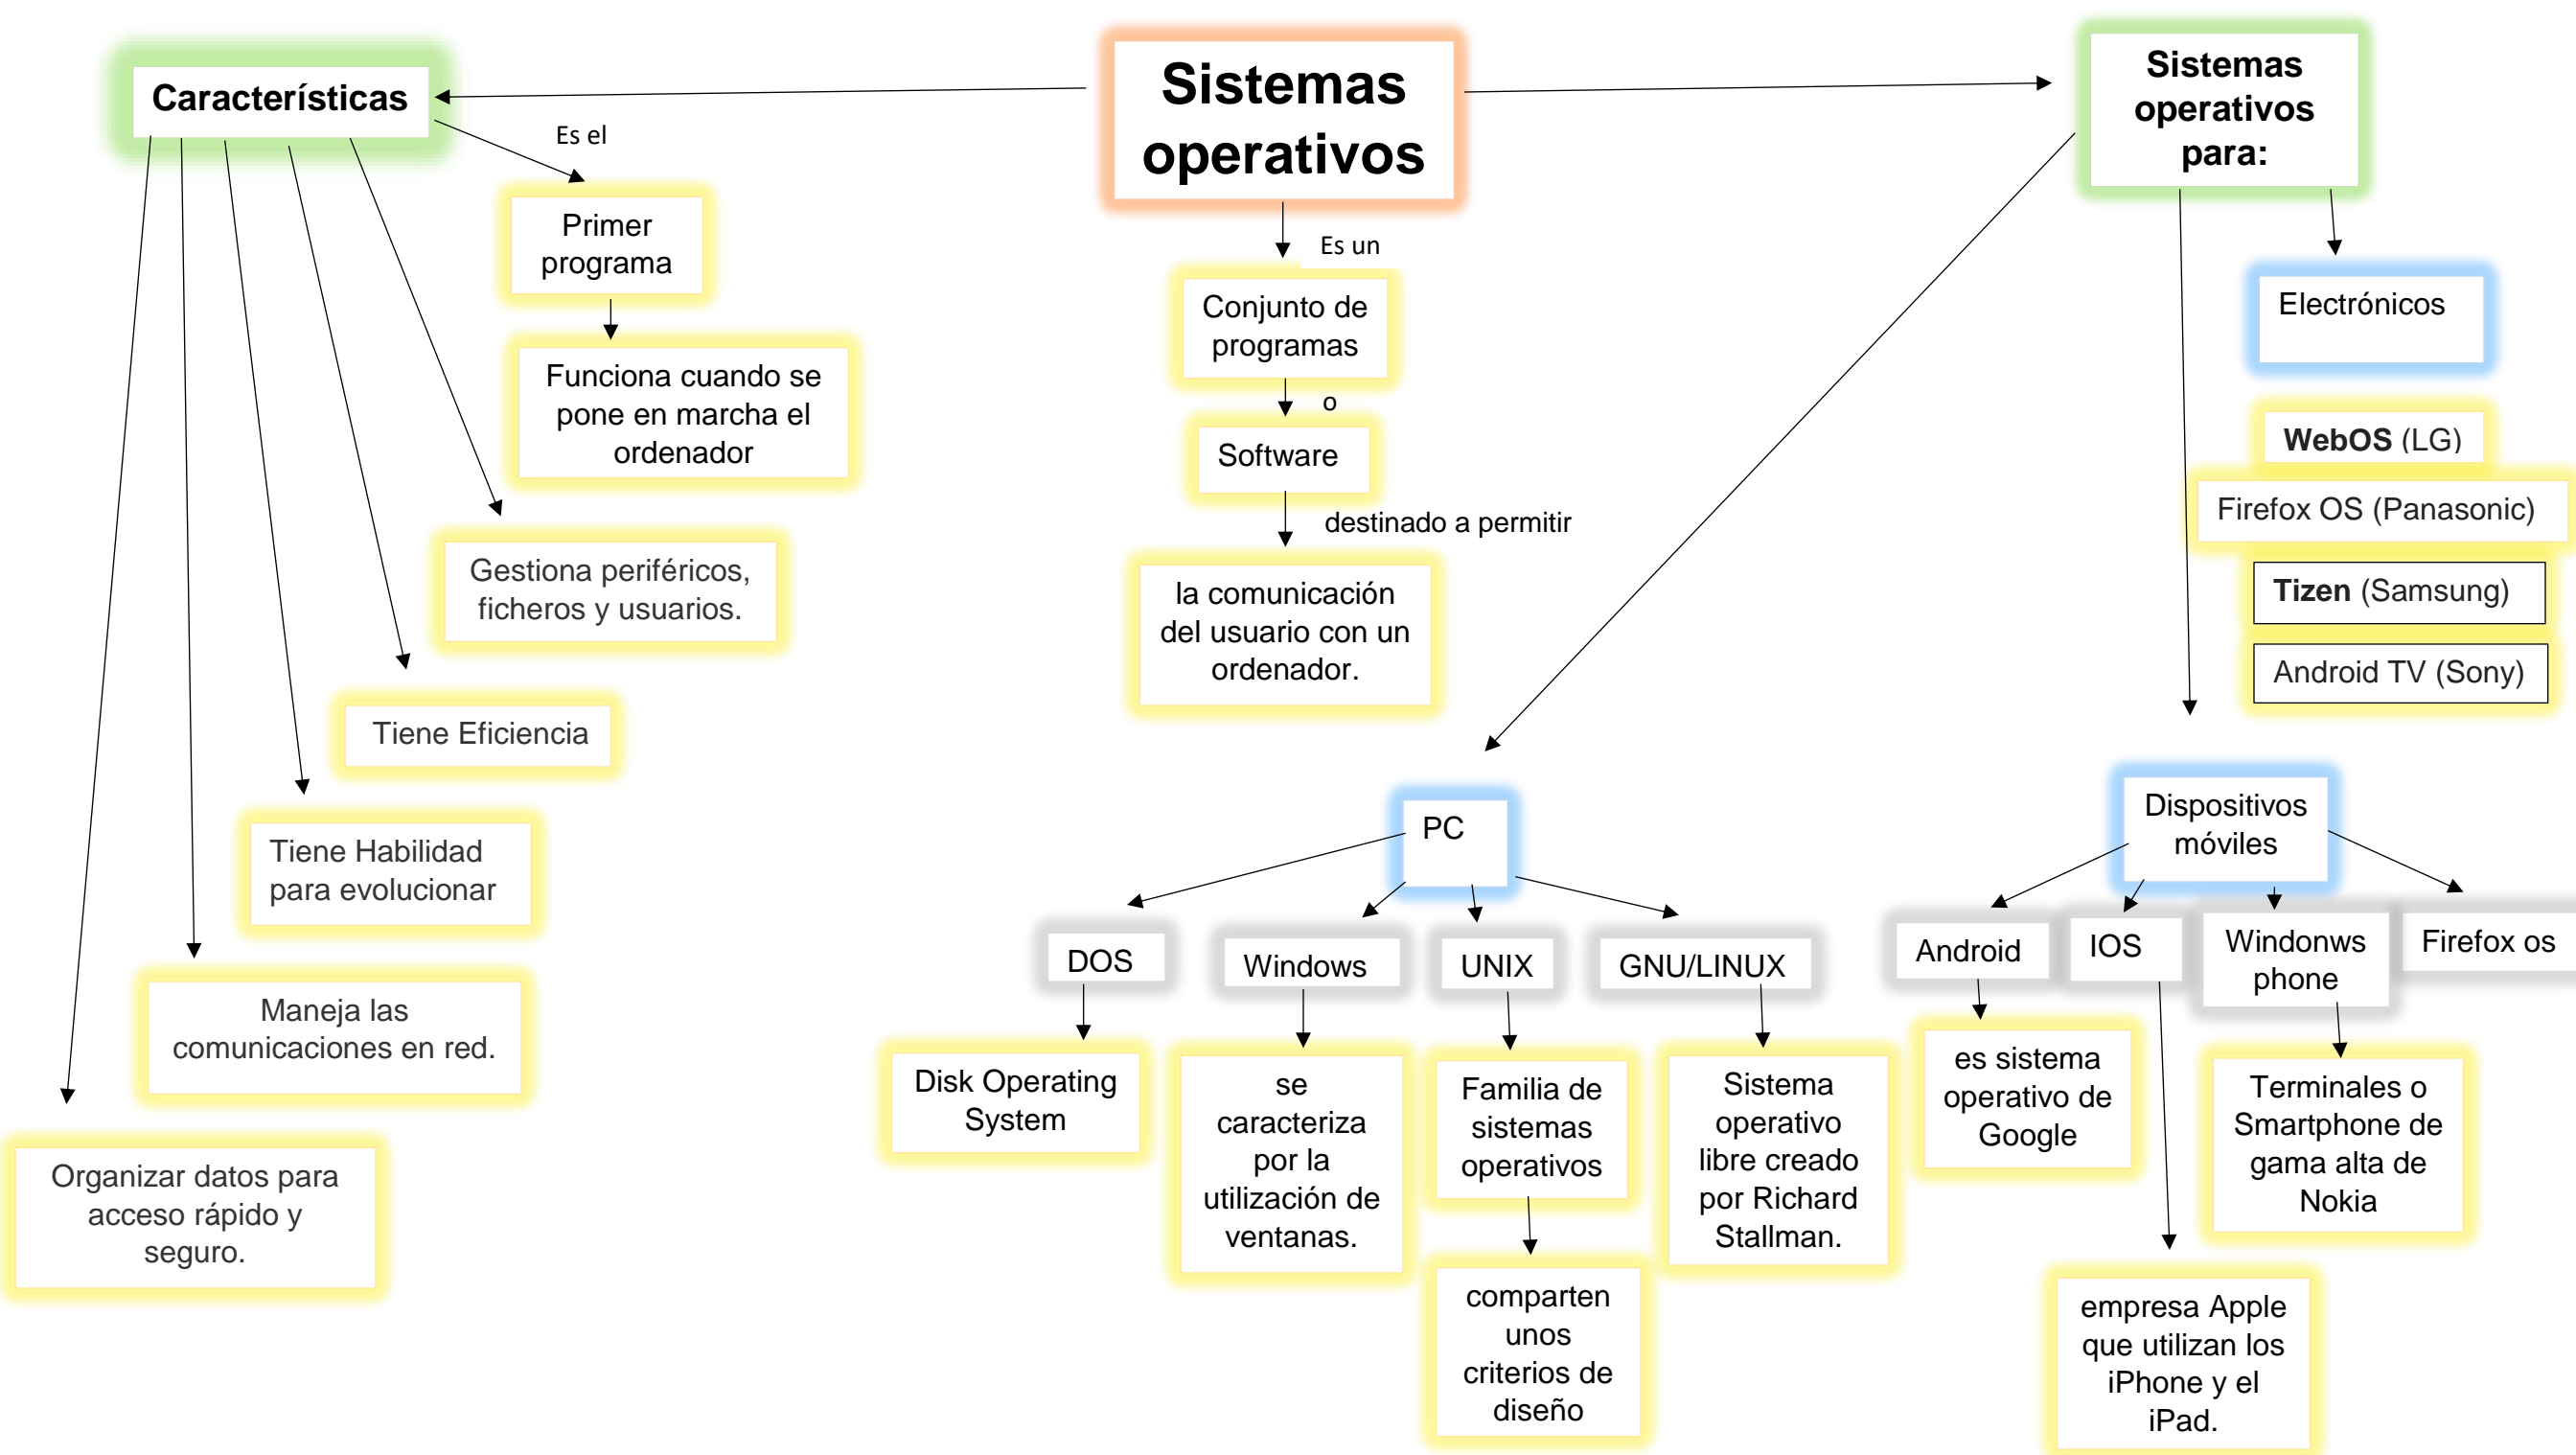 Sistemas
operativos
Características
Es el
Primer
programa
Funciona cuando se
pone en marcha el
ordenador
Gestiona periféricos,
ficheros y usuarios.
Tiene Eficiencia
Tiene Habilidad
para evolucionar
Maneja las
comunicaciones en red.
Organizar datos para
acceso rápido y
seguro.
Es un
Conjunto de
programas
o
Software
destinado a permitir
la comunicación
del usuario con un
ordenador.
Sistemas
operativos
para:
Electrónicos
WebOS (LG)
Firefox OS (Panasonic)
Tizen (Samsung)
Android TV (Sony)
PC
DOS
Disk Operating
System
Windows
se
caracteriza
por la
utilización de
ventanas.
UNIX
Familia de
sistemas
operativos
comparten
unos
criterios de
diseño
GNU/LINUX
Sistema
operativo
libre creado
por Richard
Stallman.
Dispositivos
móviles
Android
es sistema
operativo de
Google
IOS
empresa Apple
que utilizan los
iPhone y el
iPad.
Windonws
phone
Terminales o
Smartphone de
gama alta de
Nokia
Firefox os